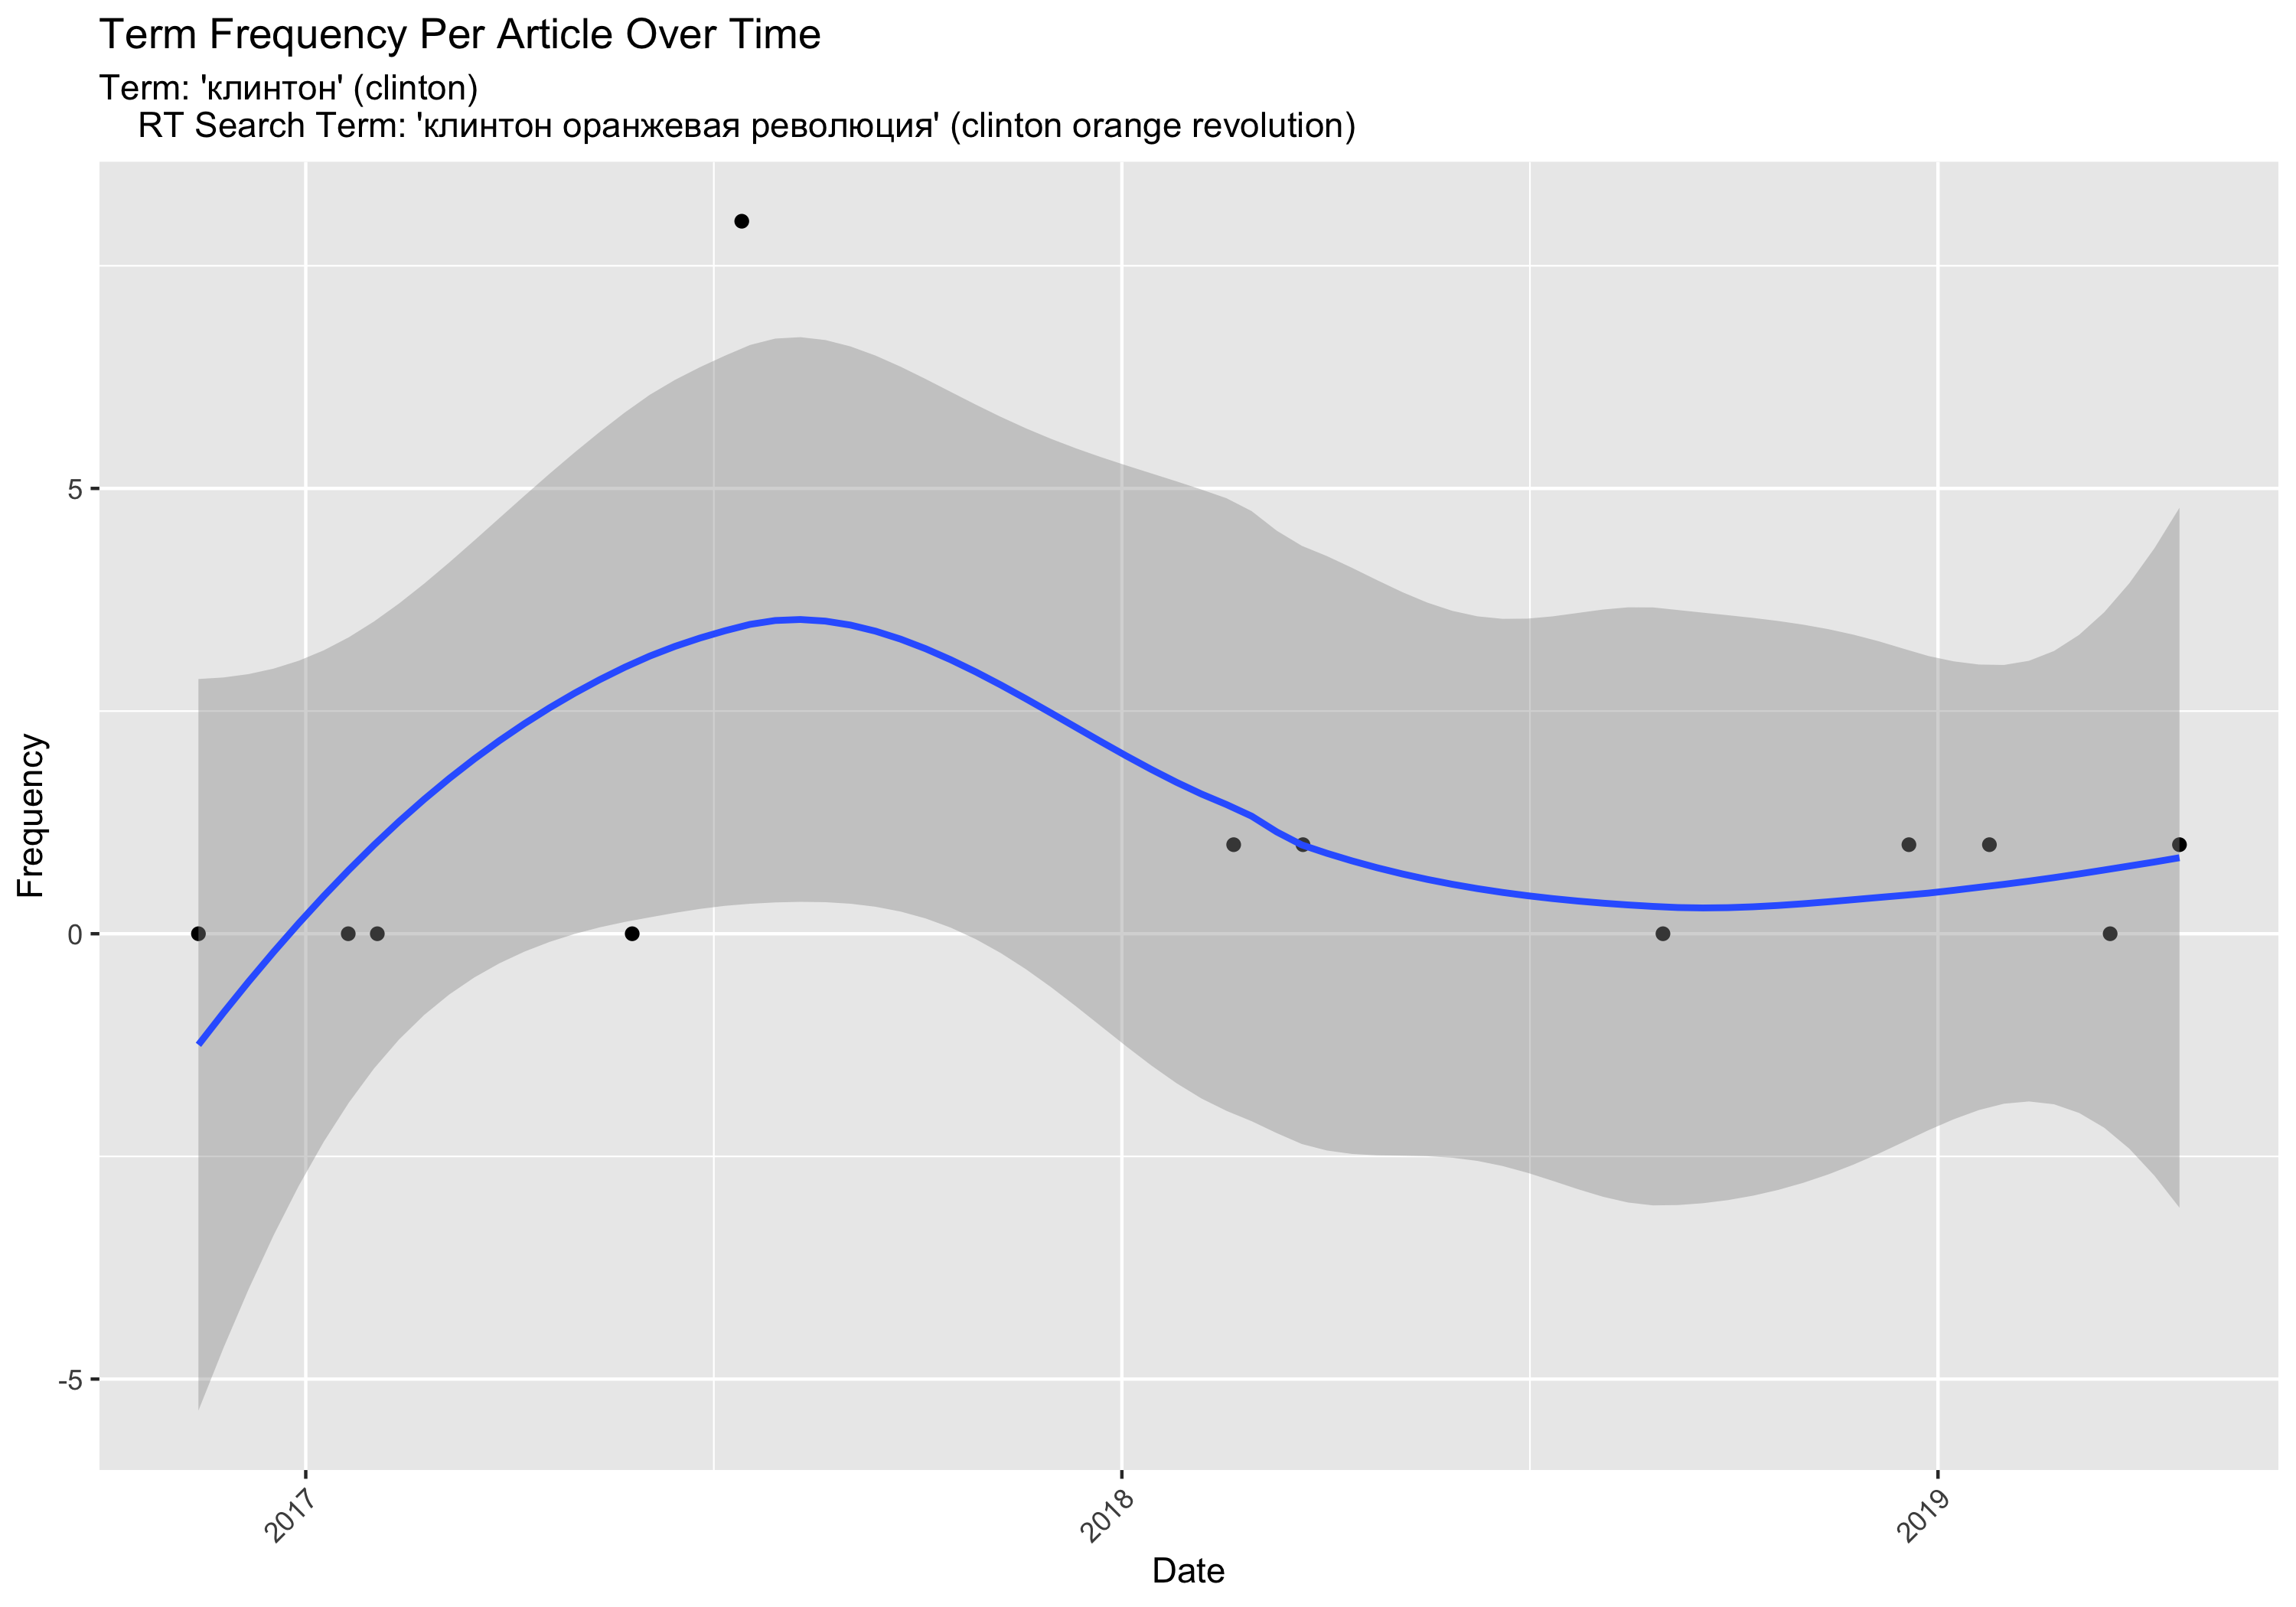 Term Frequency Per Article Over Time
Term: 'клинтон' (clinton)
RT Search Term: 'клинтон оранжевая революция' (clinton orange revolution)
5
0
-5
Frequency
2017
2018
2019
Date